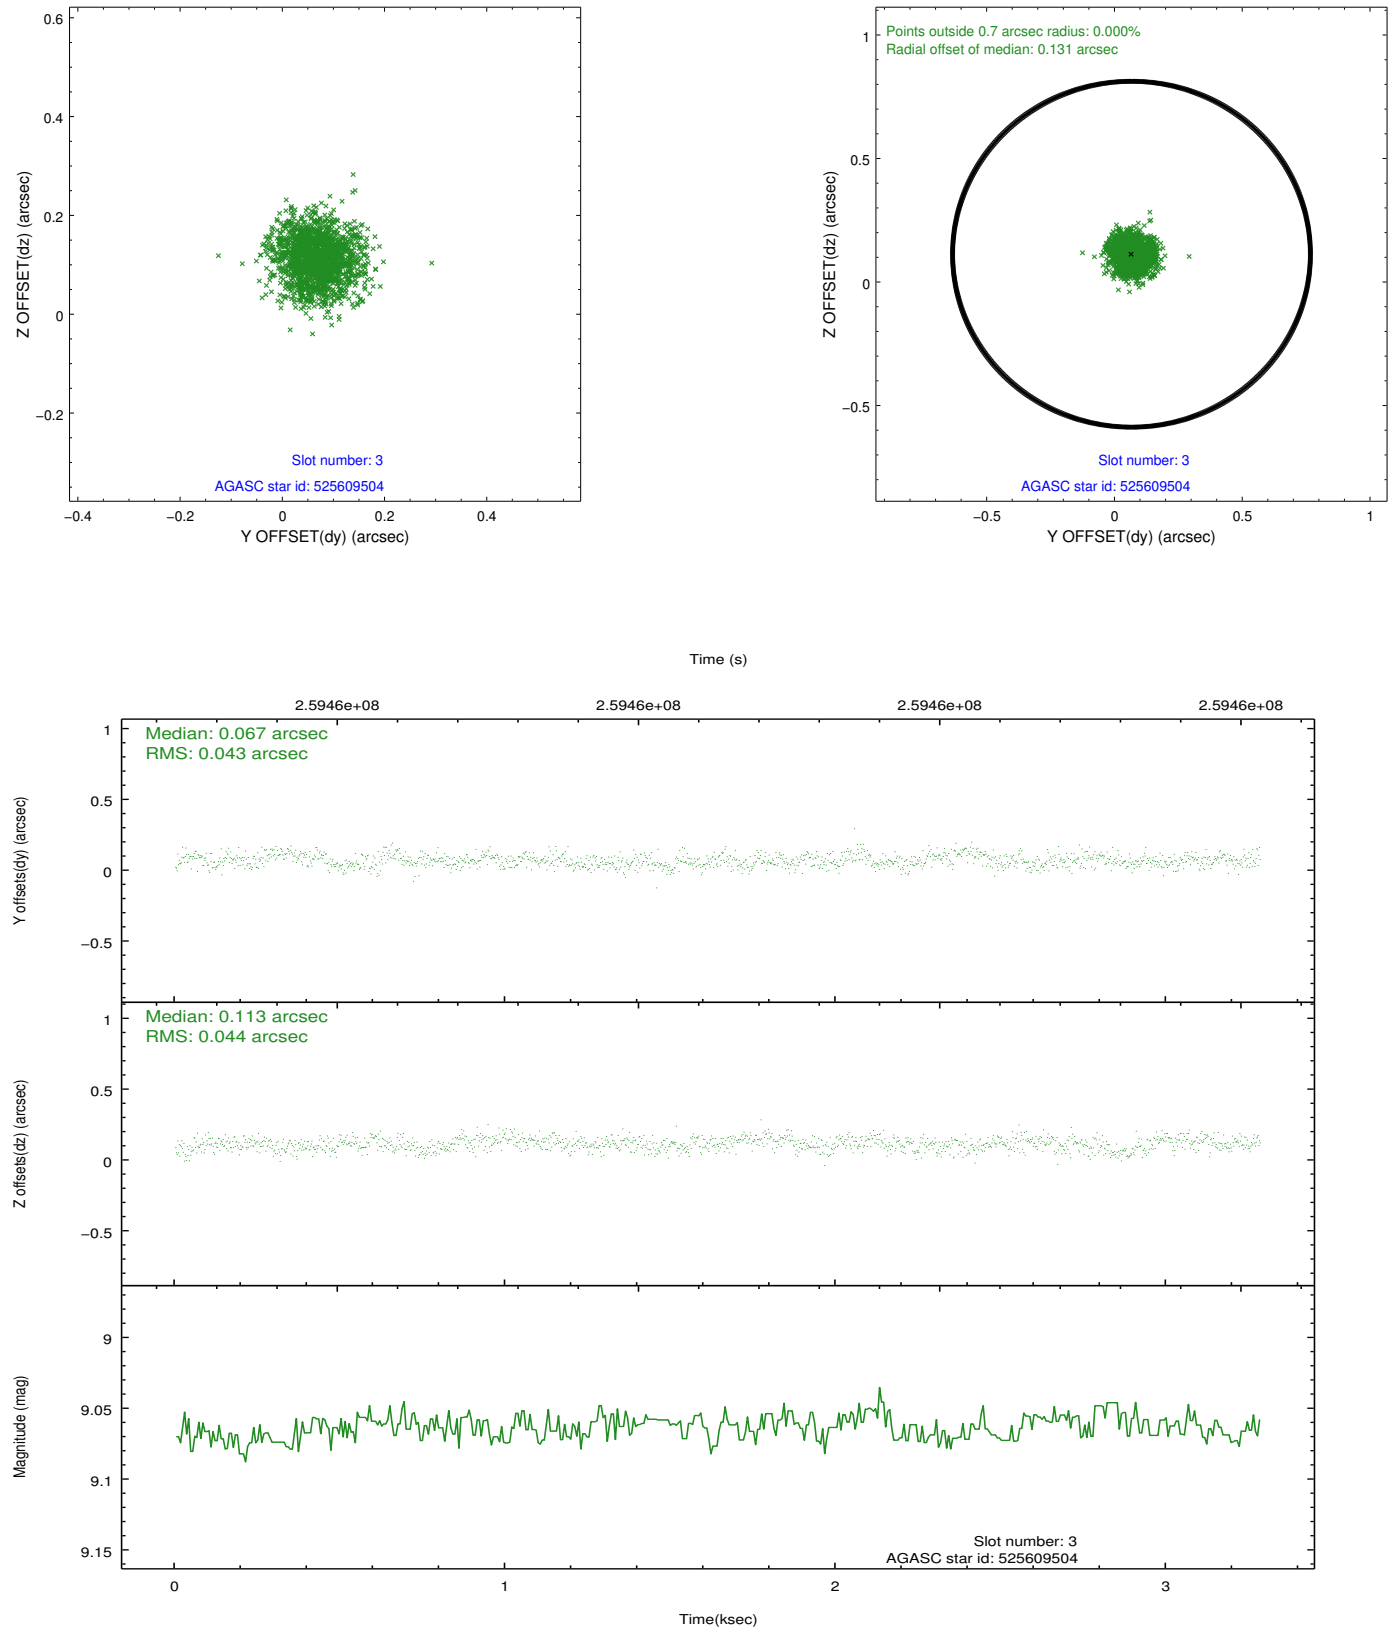 0.6
0.4
0.2
0
−0.2
Z OFFSET(dz) (arcsec)
Slot number: 3
AGASC star id: 525609504
−0.4 −0.2 0 0.2 0.4
Y OFFSET(dy) (arcsec)
Points outside 0.7 arcsec radius: 0.000%
Radial offset of median: 0.131 arcsec
1
0.5
0
−0.5
Z OFFSET(dz) (arcsec)
Slot number: 3
AGASC star id: 525609504
−0.5 0 0.5 1
Y OFFSET(dy) (arcsec)
Time (s)
2.5946e+08 2.5946e+08 2.5946e+08 2.5946e+08
Median: 0.067 arcsec
RMS: 0.043 arcsec
1
0.5
0
−0.5
Y offsets(dy) (arcsec)
Median: 0.113 arcsec
RMS: 0.044 arcsec
1
0.5
0
−0.5
Z offsets(dz) (arcsec)
9
9.05
9.1
9.15
Magnitude (mag)
Slot number: 3
AGASC star id: 525609504
0 1 2 3
Time(ksec)